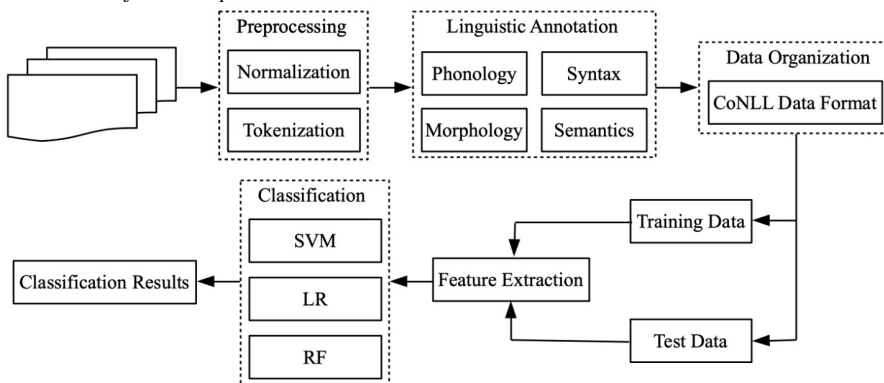 Preprocessing
Normalization
Tokenization
Linguistic Annotation
Phonology
Syntax
Morphology
Semantics
Data Organization
CoNLL Data Format
Training Data
Test Data
Feature Extraction
Classification
SVM
LR
RF
Classification Results